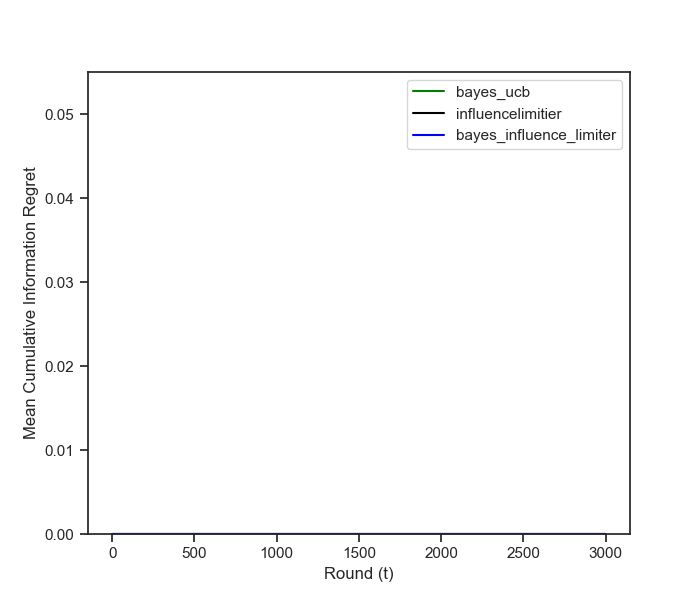 bayes_ucb
influencelimitier
bayes_influence_limiter
Mean Cumulative Information Regret
0.05
0.04
0.03
0.02
0.01
0.00
0 500 1000 1500 2000 2500 3000
Round (t)